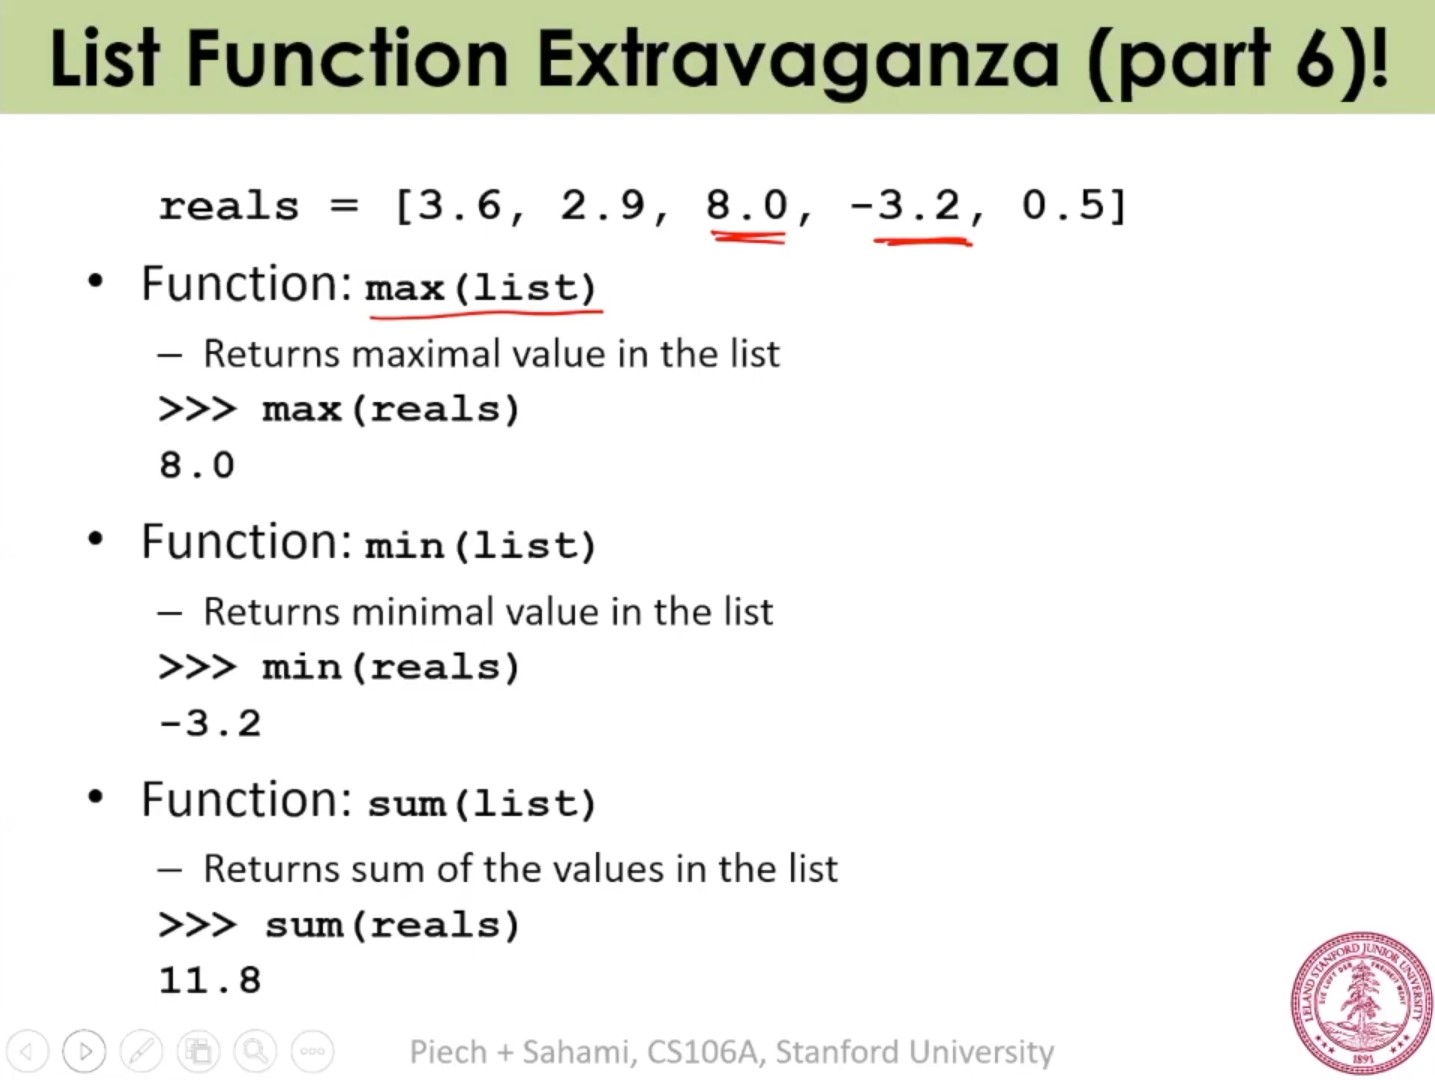 List Function Extravaganza (part 6)!
reals = [3.6, 2.9, 8.0, -3.2, 0.5]
• Function: max(list)
– Returns maximal value in the list
>>> max(reals)
8.0
• Function: min(list)
– Returns minimal value in the list
>>> min(reals)
-3.2
• Function: sum(list)
– Returns sum of the values in the list
>>> sum(reals)
11.8
Piech + Sahami, CS106A, Stanford University
LELAND STANFORD JUNIOR UNIVERSITY
DIE LUFT DER FREIHEIT WEHT
1891